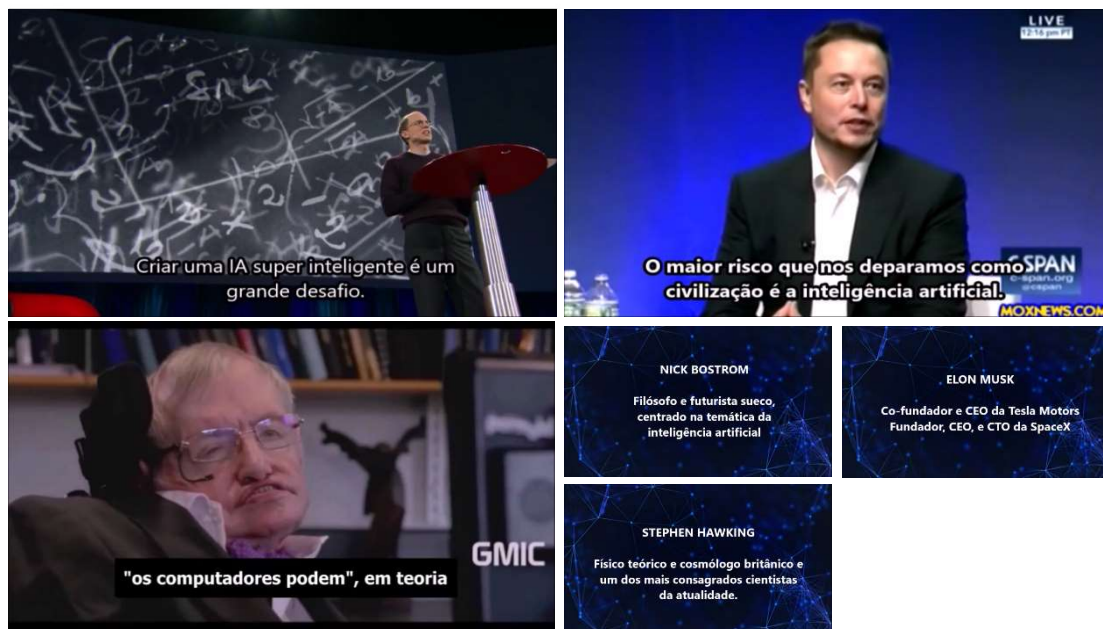 Criar uma IA super inteligente é um
grande desafio.
LIVE
12:16 pm PT
O maior risco que nos deparamos como
civilização é a inteligência artificial.
C-SPAN
c-span.org
@cspan
MOXNEWS.COM
GMIC
"os computadores podem", em teoria
NICK BOSTROM
Filósofo e futurista sueco,
centrado na temática da
inteligência artificial
ELON MUSK
Co-fundador e CEO da Tesla Motors
Fundador, CEO, e CTO da SpaceX
STEPHEN HAWKING
Físico teórico e cosmólogo britânico e
um dos mais consagrados cientistas
da atualidade.